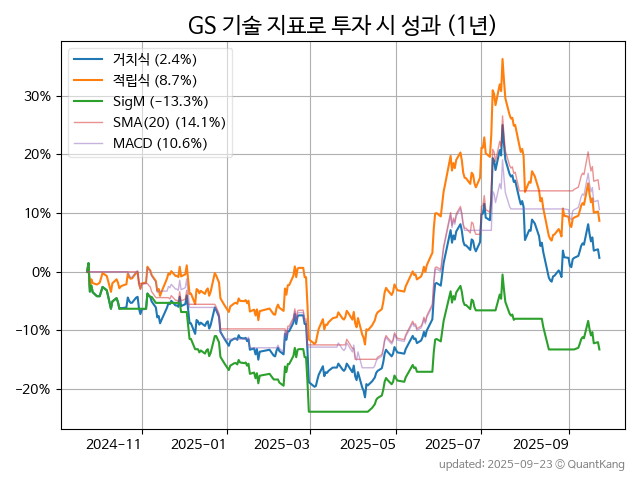 GS 기술 지표로 투자 시 성과 (1년)
거치식 (2.4%)
적립식 (8.7%)
SigM (-13.3%)
SMA(20) (14.1%)
MACD (10.6%)
30%
20%
10%
0%
-10%
-20%
2024-11
2025-01
2025-03
2025-05
2025-07
2025-09
updated: 2025-09-23 © QuantKang